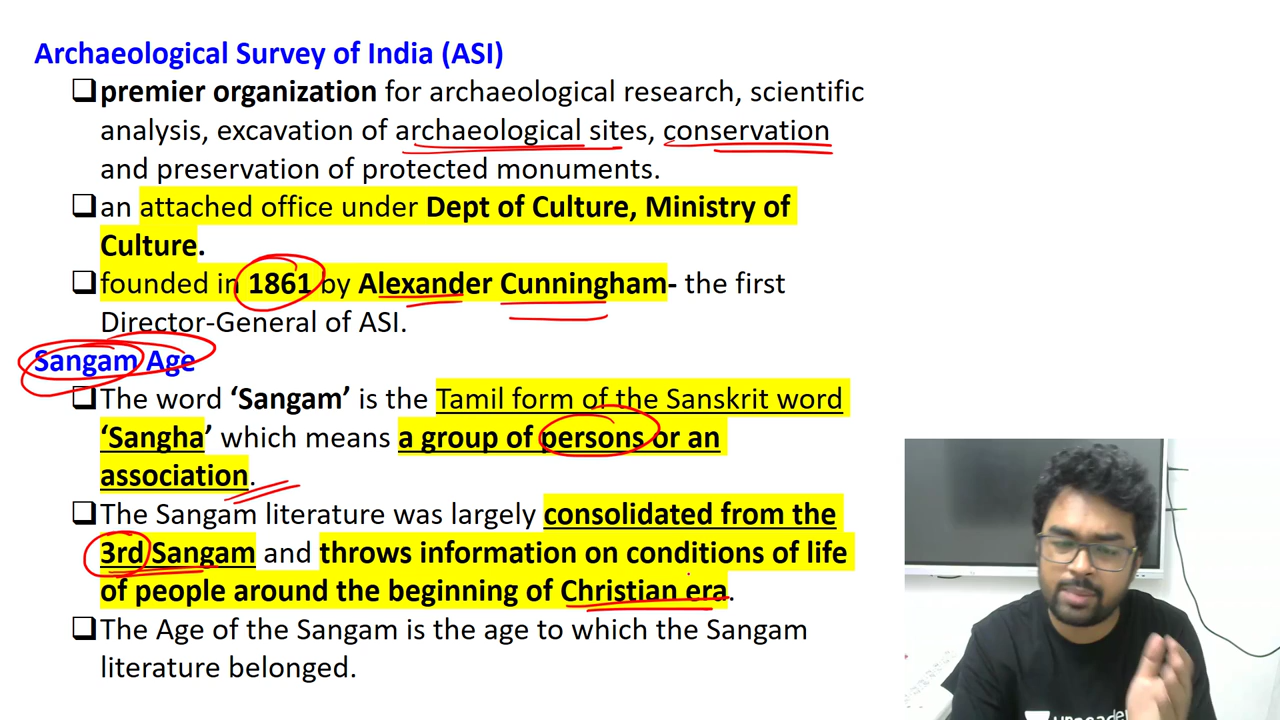 Archaeological Survey of India (ASI)
❑premier organization for archaeological research, scientific
analysis, excavation of archaeological sites, conservation
and preservation of protected monuments.
❑an attached office under Dept of Culture, Ministry of
Culture.
❑founded in 1861 by Alexander Cunningham- the first
Director-General of ASI.
Sangam Age
❑The word ‘Sangam’ is the Tamil form of the Sanskrit word
‘Sangha’ which means a group of persons or an
association.
❑The Sangam literature was largely consolidated from the
3rd Sangam and throws information on conditions of life
of people around the beginning of Christian era.
❑The Age of the Sangam is the age to which the Sangam
literature belonged.